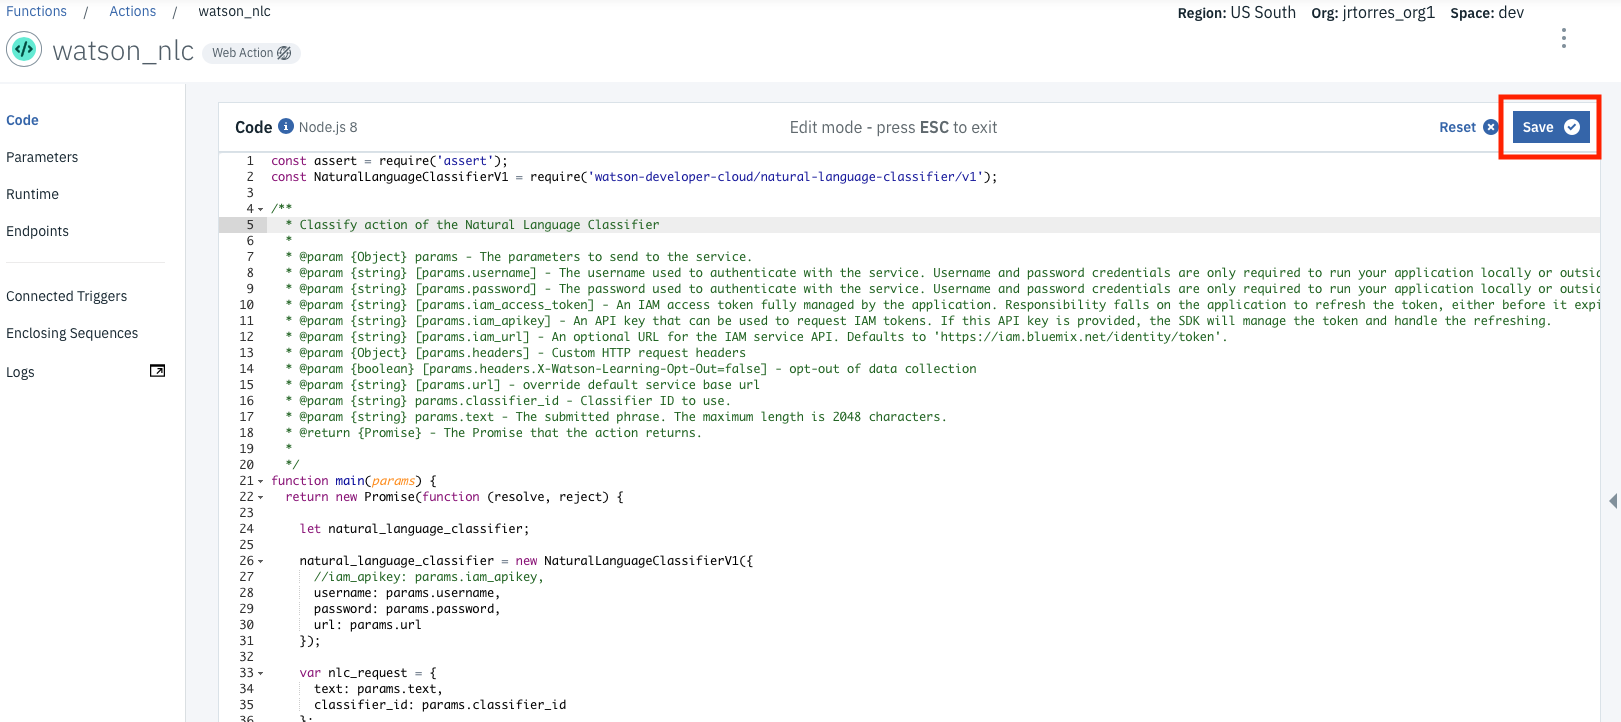 Functions / Actions / watson_nlc
Region: US South Org: jrtorres_org1 Space: dev
</> watson_nlc Web Action
Code
Parameters
Runtime
Endpoints
Connected Triggers
Enclosing Sequences
Logs
Code i Node.js 8 Edit mode - press ESC to exit Reset Save
1 const assert = require('assert');
2 const NaturalLanguageClassifierV1 = require('watson-developer-cloud/natural-language-classifier/v1');
3
4 /**
5 * Classify action of the Natural Language Classifier
6 *
7 * @param {Object} params - The parameters to send to the service.
8 * @param {string} [params.username] - The username used to authenticate with the service. Username and password credentials are only required to run your application locally or outsid
9 * @param {string} [params.password] - The password used to authenticate with the service. Username and password credentials are only required to run your application locally or outsid
10 * @param {string} [params.iam_access_token] - An IAM access token fully managed by the application. Responsibility falls on the application to refresh the token, either before it expi
11 * @param {string} [params.iam_apikey] - An API key that can be used to request IAM tokens. If this API key is provided, the SDK will manage the token and handle the refreshing.
12 * @param {string} [params.iam_url] - An optional URL for the IAM service API. Defaults to 'https://iam.bluemix.net/identity/token'.
13 * @param {Object} [params.headers] - Custom HTTP request headers
14 * @param {boolean} [params.headers.X-Watson-Learning-Opt-Out=false] - opt-out of data collection
15 * @param {string} [params.url] - override default service base url
16 * @param {string} params.classifier_id - Classifier ID to use.
17 * @param {string} params.text - The submitted phrase. The maximum length is 2048 characters.
18 * @return {Promise} - The Promise that the action returns.
19 *
20 */
21 function main(params) {
22 return new Promise(function (resolve, reject) {
23
24 let natural_language_classifier;
25
26 natural_language_classifier = new NaturalLanguageClassifierV1({
27 //iam_apikey: params.iam_apikey,
28 username: params.username,
29 password: params.password,
30 url: params.url
31 });
32
33 var nlc_request = {
34 text: params.text,
35 classifier_id: params.classifier_id
36 };